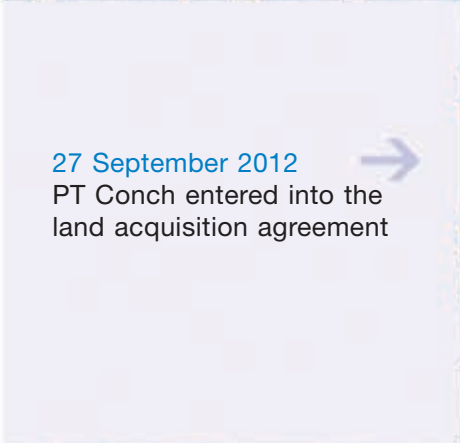 27 September 2012
PT Conch entered into the
land acquisition agreement